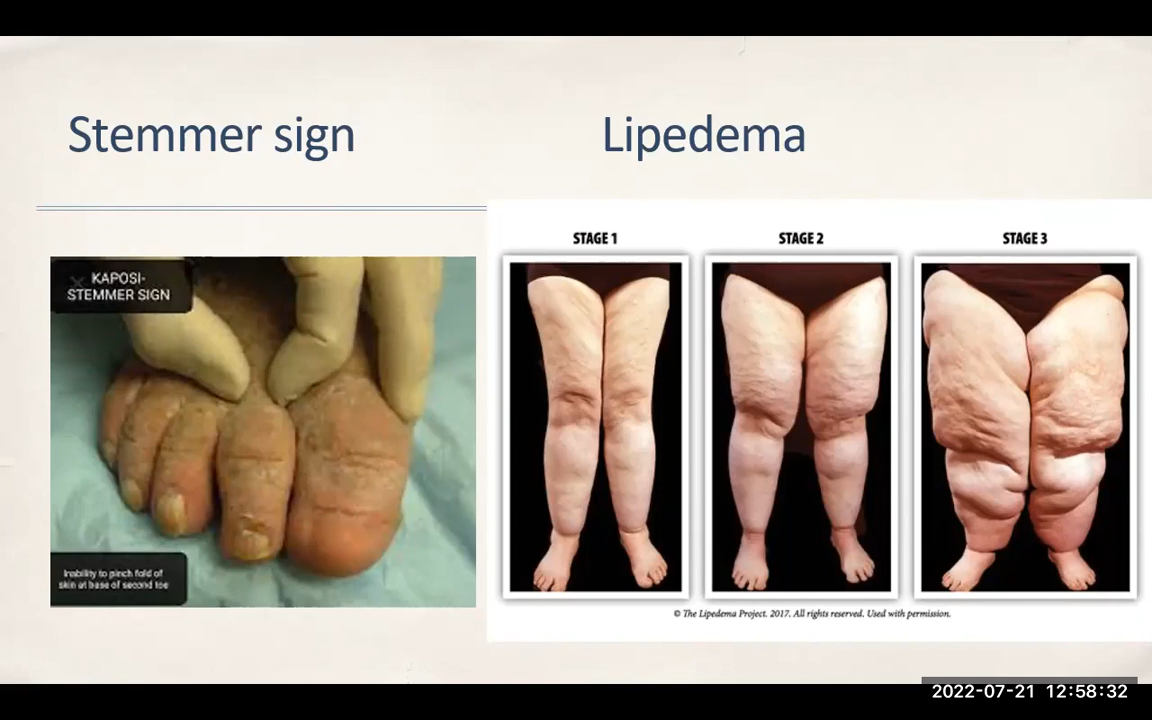 Stemmer sign
Lipedema
KAPOSI-
STEMMER SIGN
Inability to pinch fold of
skin at base of second toe
STAGE 1
STAGE 2
STAGE 3
© The Lipedema Project. 2017. All rights reserved. Used with permission.
2022-07-21 12:58:32